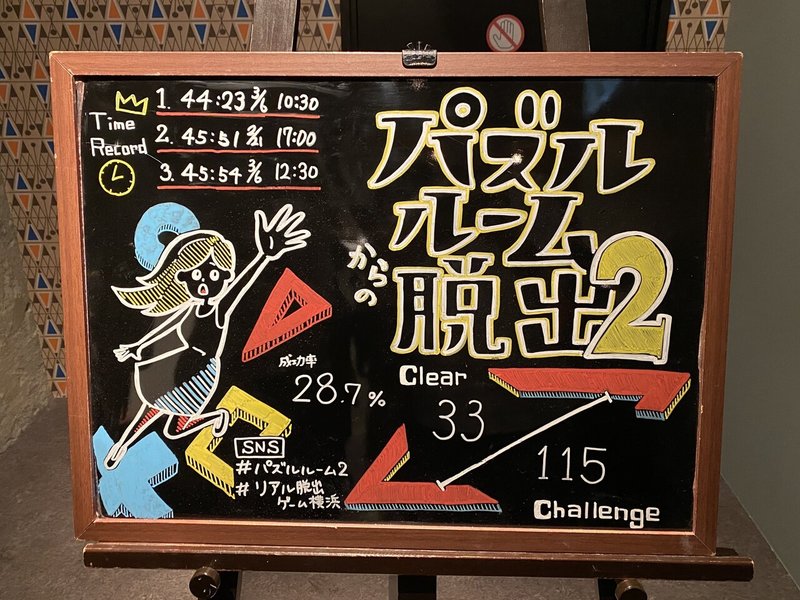 Time
Record
1. 44:23 3/6 10:30
2. 45:51 3/21 17:00
3. 45:54 3/6 12:30
パズル
ルーム
からの
脱出2
成功率
28.7%
Clear
33
115
Challenge
SNS
#パズルルーム2
#リアル脱出
ゲーム横浜